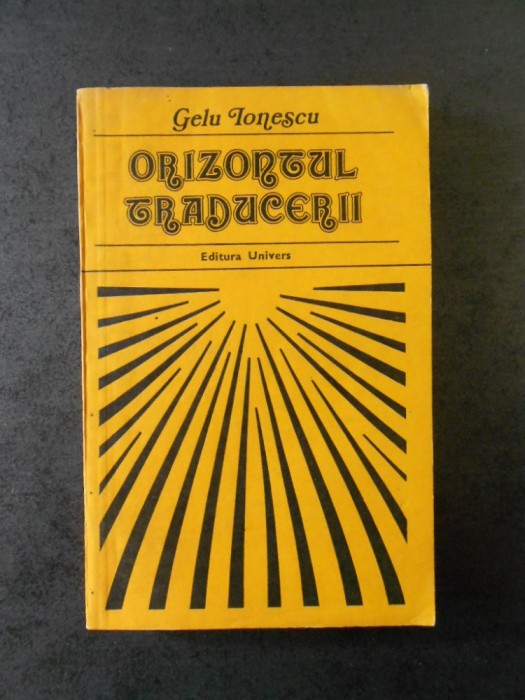 Gelu Ionescu
ORIZONTUL
TRADUCERII
Editura Univers